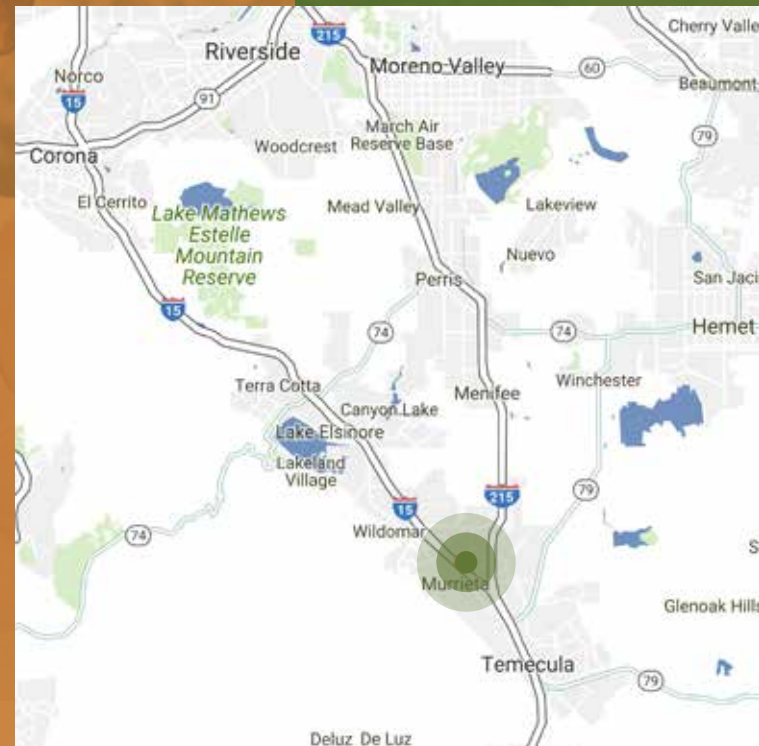 Cherry Valle
215
Riverside
Moreno Valley
60
Norco
Beaumont
15
91
March Air
Reserve Base
79
Woodcrest
Corona
El Cerrito
Lake Mathews
Estelle
Mountain
Reserve
Mead Valley
Lakeview
Nuevo
Perris
San Jaci
15
74
74
Hemet
Terra Cotta
Menifee
Winchester
Canyon Lake
Lake Elsinore
Lakeland
Village
79
215
15
74
Wildomar
S
Murrieta
Glenoak Hills
Temecula
79
Deluz De Luz